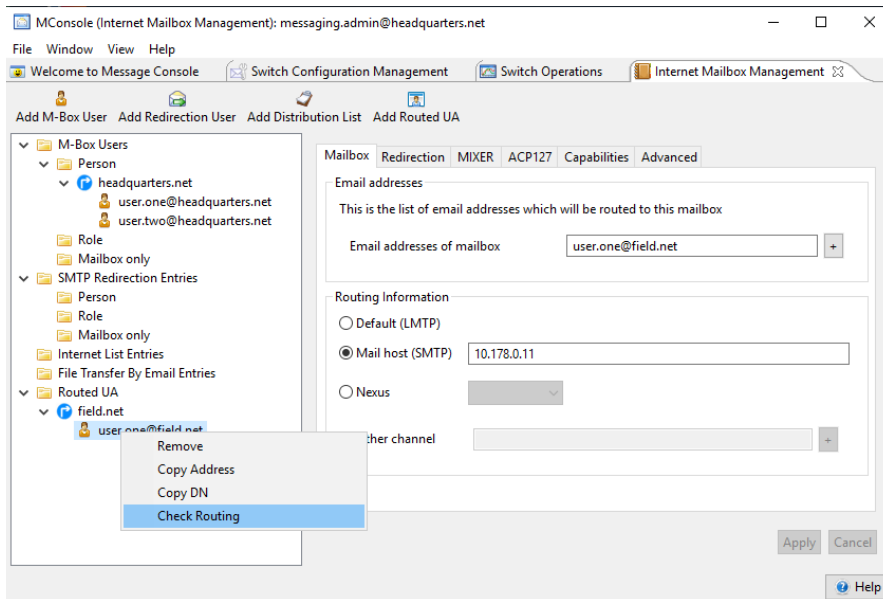 MConsole (Internet Mailbox Management): messaging.admin@headquarters.net
File Window View Help
Welcome to Message Console Switch Configuration Management Switch Operations Internet Mailbox Management
Add M-Box User Add Redirection User Add Distribution List Add Routed UA
M-Box Users
Person
headquarters.net
user.one@headquarters.net
user.two@headquarters.net
Role
Mailbox only
SMTP Redirection Entries
Person
Role
Mailbox only
Internet List Entries
File Transfer By Email Entries
Routed UA
field.net
user.one@field.net
Remove
Copy Address
Copy DN
Check Routing
Mailbox Redirection MIXER ACP127 Capabilities Advanced
Email addresses
This is the list of email addresses which will be routed to this mailbox
Email addresses of mailbox user.one@field.net +
Routing Information
Default (LMTP)
Mail host (SMTP) 10.178.0.11
Nexus
ther channel +
Apply Cancel
Help